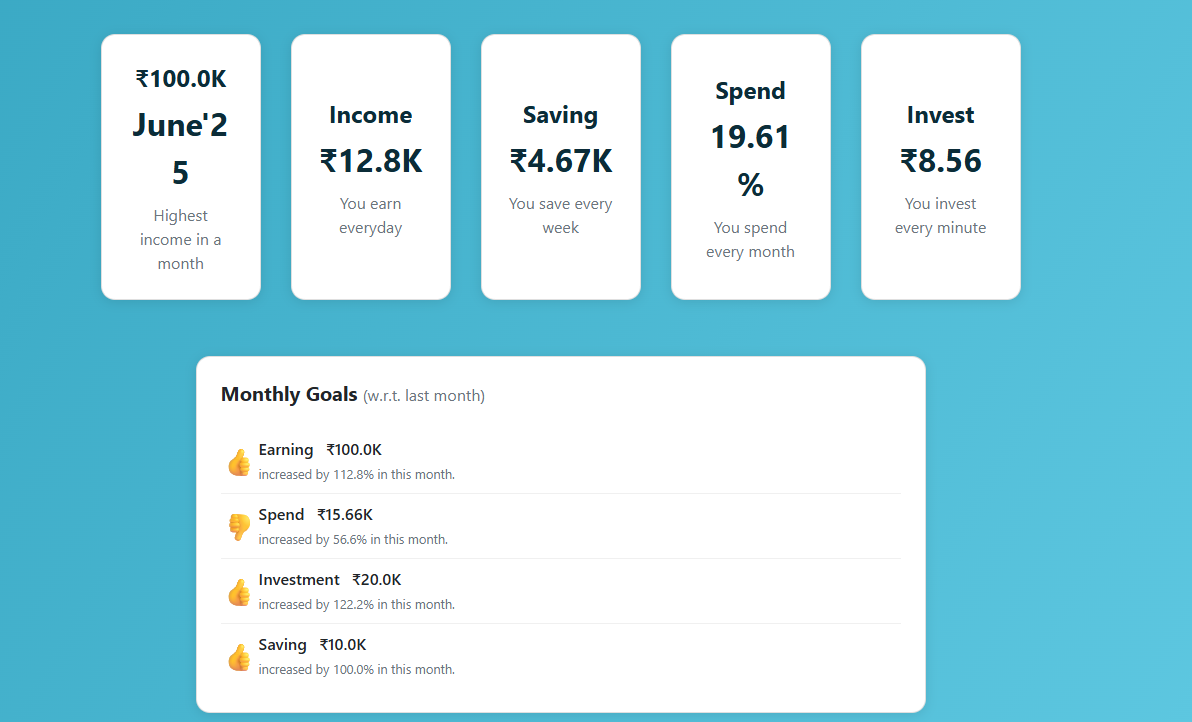 ₹100.0K
June'2
5
Highest
income in a
month
Income
₹12.8K
You earn
everyday
Saving
₹4.67K
You save every
week
Spend
19.61
%
You spend
every month
Invest
₹8.56
You invest
every minute
Monthly Goals (w.r.t. last month)
Earning ₹100.0K
increased by 112.8% in this month.
Spend ₹15.66K
increased by 56.6% in this month.
Investment ₹20.0K
increased by 122.2% in this month.
Saving ₹10.0K
increased by 100.0% in this month.